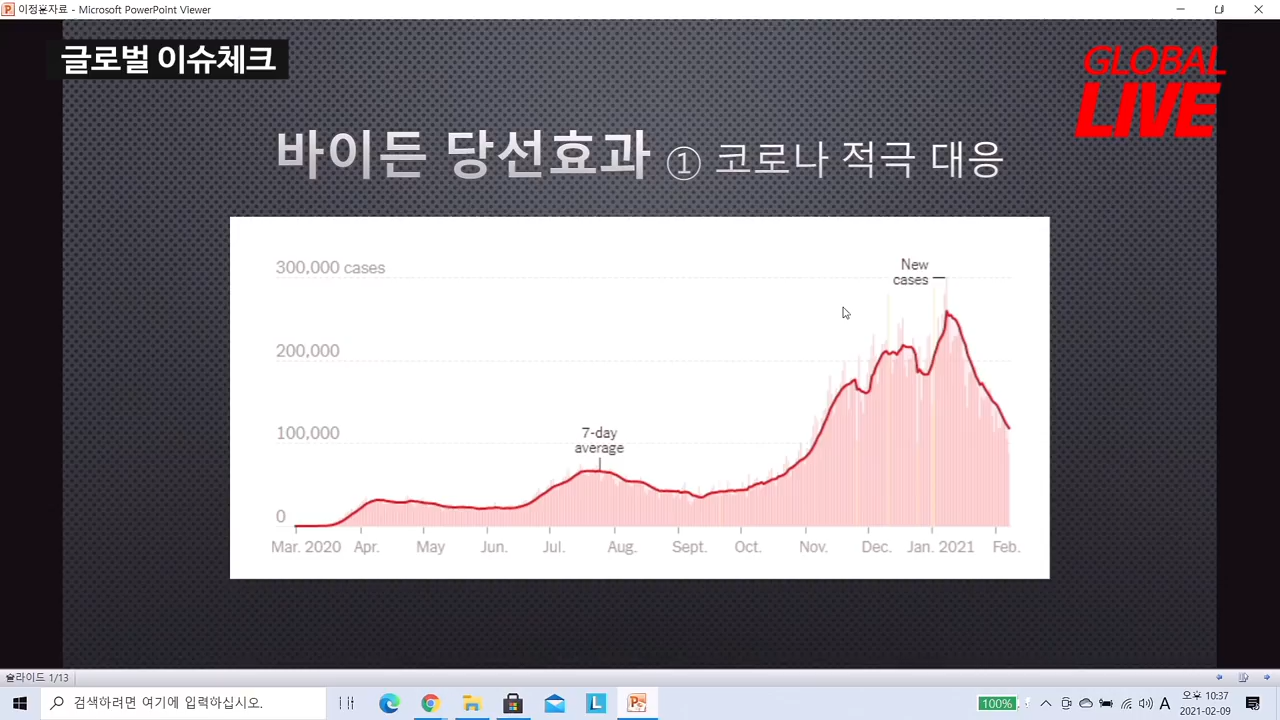 이정훈자료 - Microsoft PowerPoint Viewer
글로벌 이슈체크
GLOBAL
LIVE
바이든 당선효과 ① 코로나 적극 대응
300,000 cases
New
cases
200,000
100,000
7-day
average
0
Mar. 2020 Apr. May Jun. Jul. Aug. Sept. Oct. Nov. Dec. Jan. 2021 Feb.
슬라이드 1/13
검색하려면 여기에 입력하십시오.
L
100%
A
오후 10:37
2021-02-09